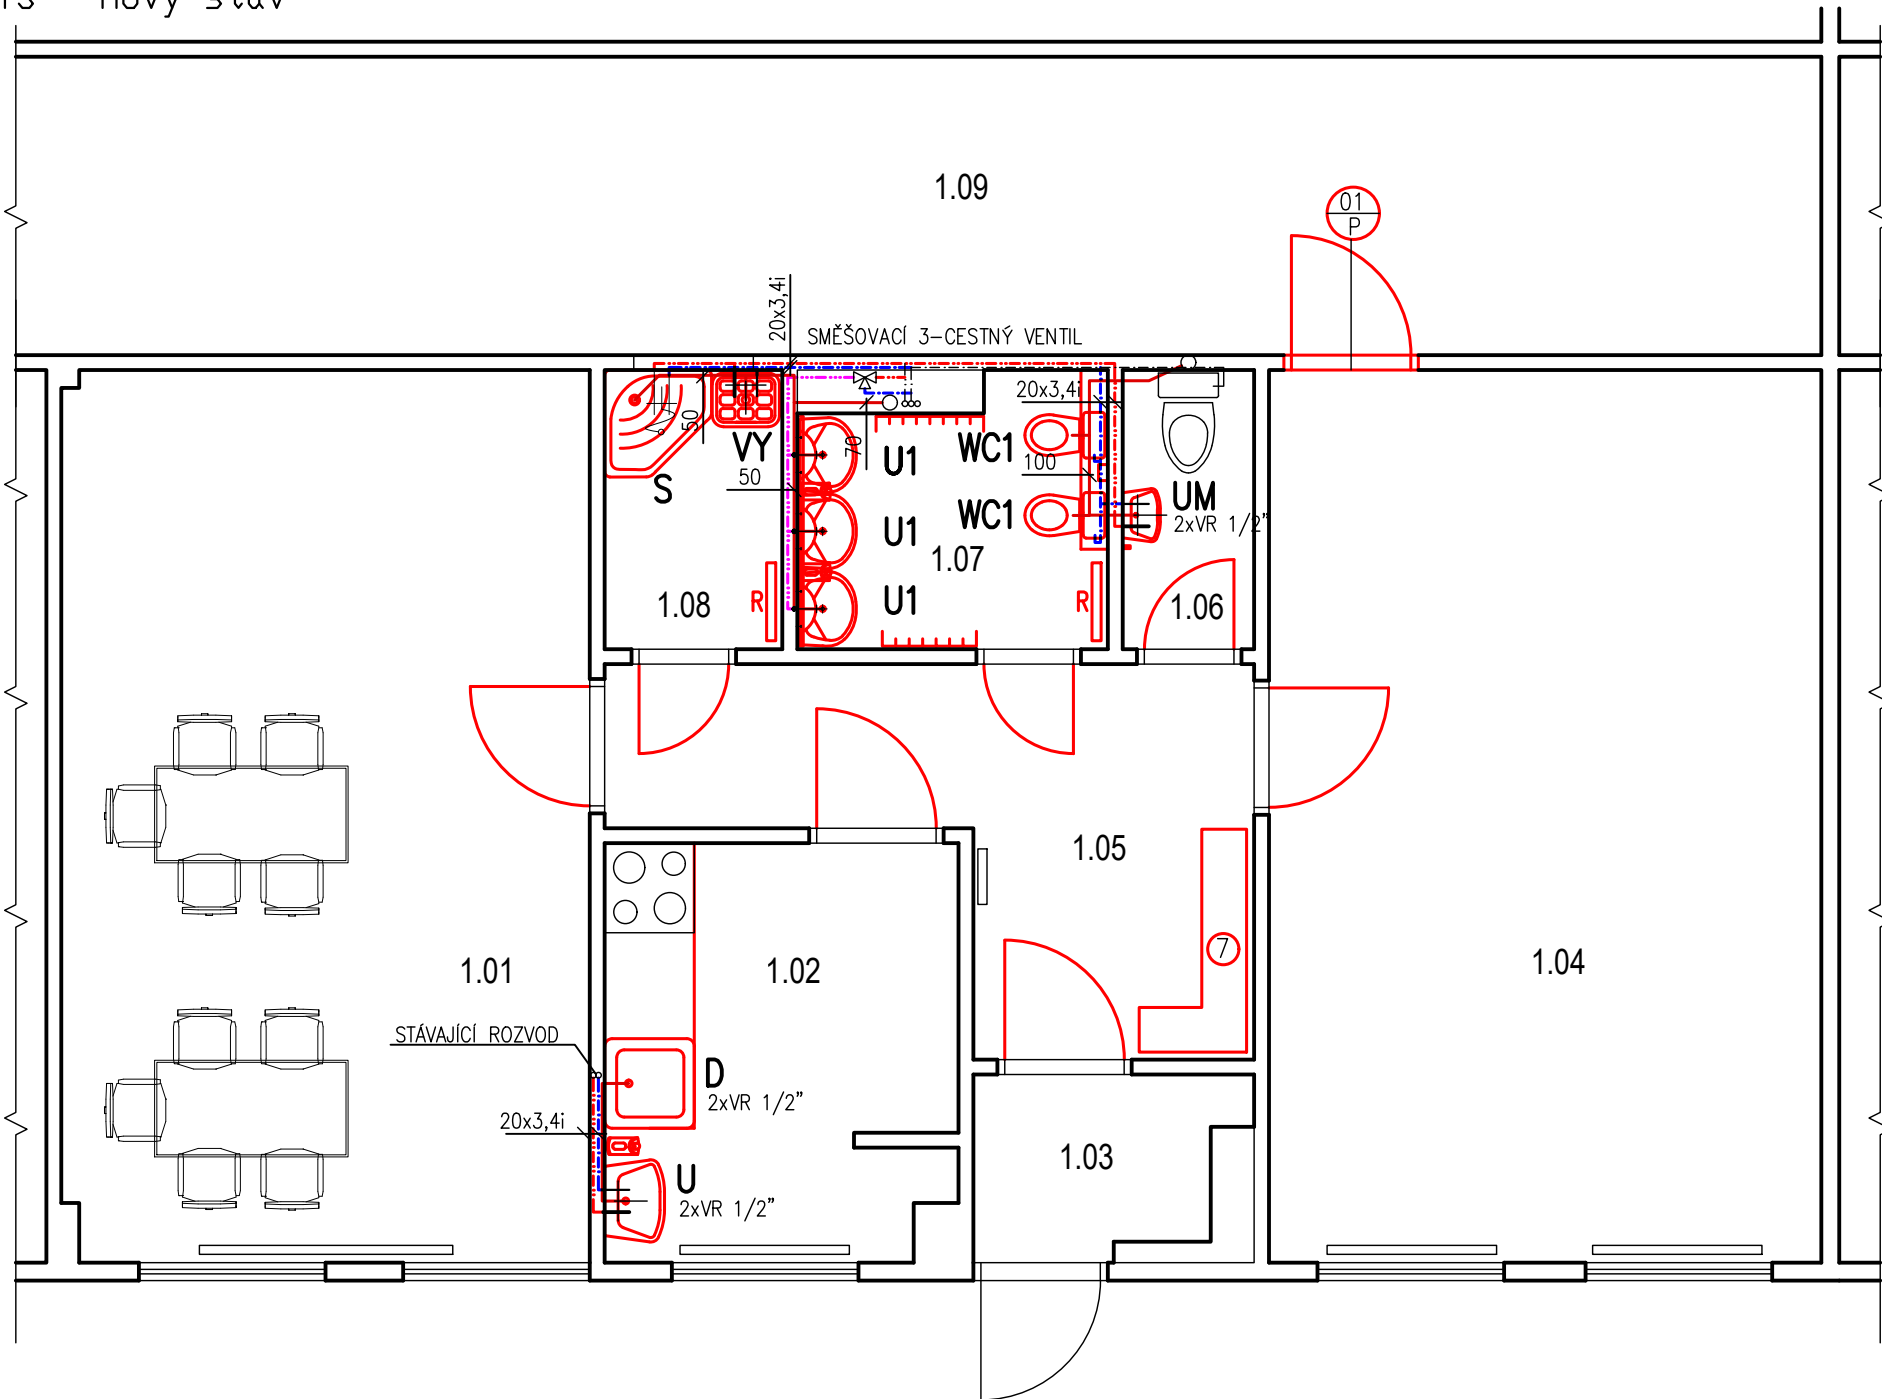 nový stav
1.09
01
P
20x3,4i
SMĚŠOVACÍ 3-CESTNÝ VENTIL
20x3,4i
50
VY
50
S
70
U1
WC1
100
UM
2xVR 1/2"
U1
WC1
1.07
U1
1.08
R
R
1.06
1.05
7
1.01
1.02
1.04
STÁVAJÍCÍ ROZVOD
D
2xVR 1/2"
20x3,4i
1.03
U
2xVR 1/2"